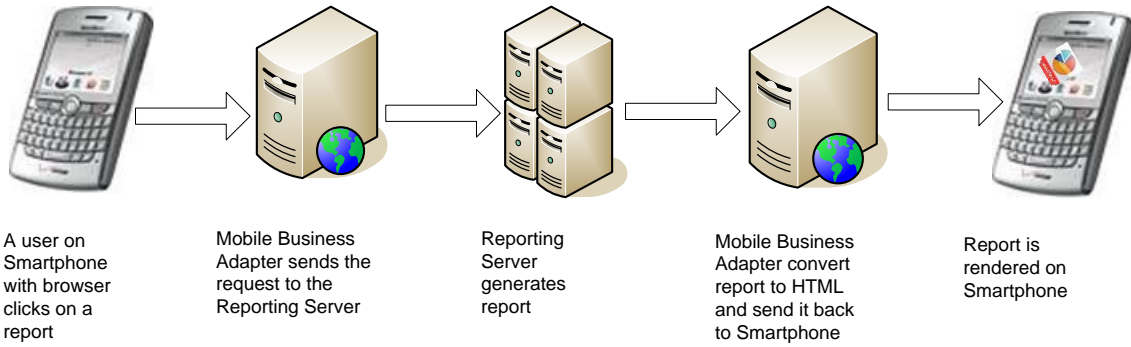 A user on
Smartphone
with browser
clicks on a
report
Mobile Business
Adapter sends the
request to the
Reporting Server
Reporting
Server
generates
report
Mobile Business
Adapter convert
report to HTML
and send it back
to Smartphone
Report is
rendered on
Smartphone